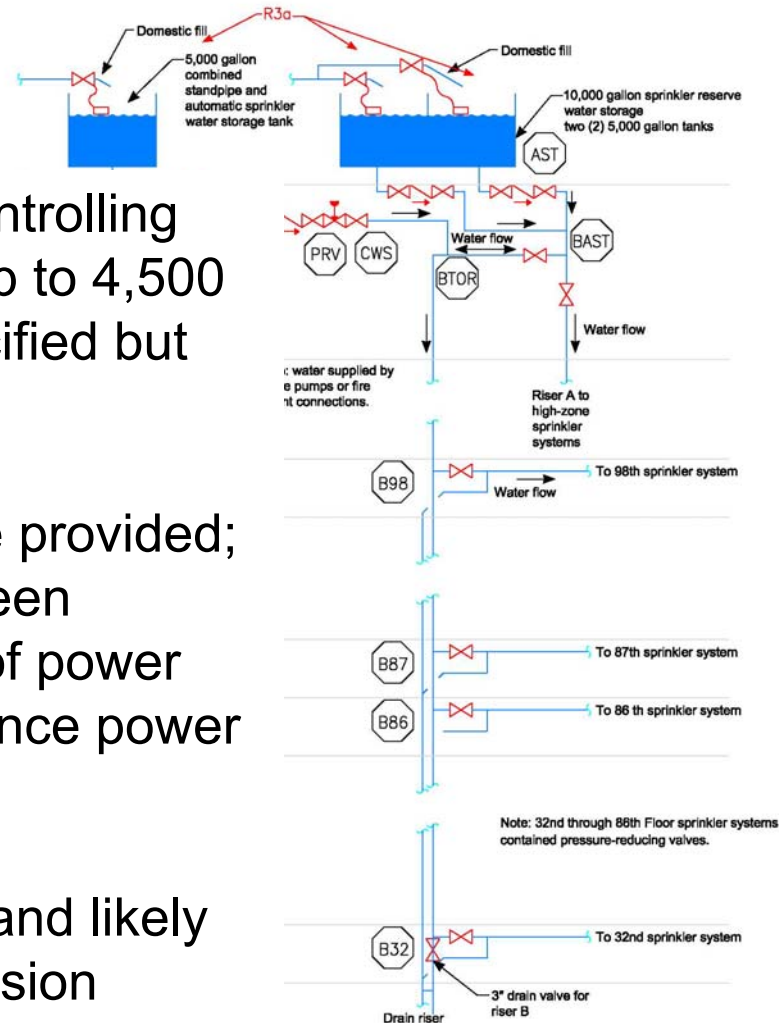 R3a
Domestic fill
5,000 gallon
combined
standpipe and
automatic sprinkler
water storage tank
Domestic fill
10,000 gallon sprinkler reserve
water storage
two (2) 5,000 gallon tanks
AST
PRV
CWS
Water flow
BTOR
BAST
Water flow
water supplied by
pumps or fire
connections.
Riser A to
high-zone
sprinkler
systems
B98
To 98th sprinkler system
Water flow
B87
To 87th sprinkler system
B86
To 86 th sprinkler system
Note: 32nd through 86th Floor sprinkler systems
contained pressure-reducing valves.
B32
To 32nd sprinkler system
3" drain valve for
riser B
Drain riser
ntrolling
to 4,500
cified but
provided;
een
of power
nce power
and likely
sion